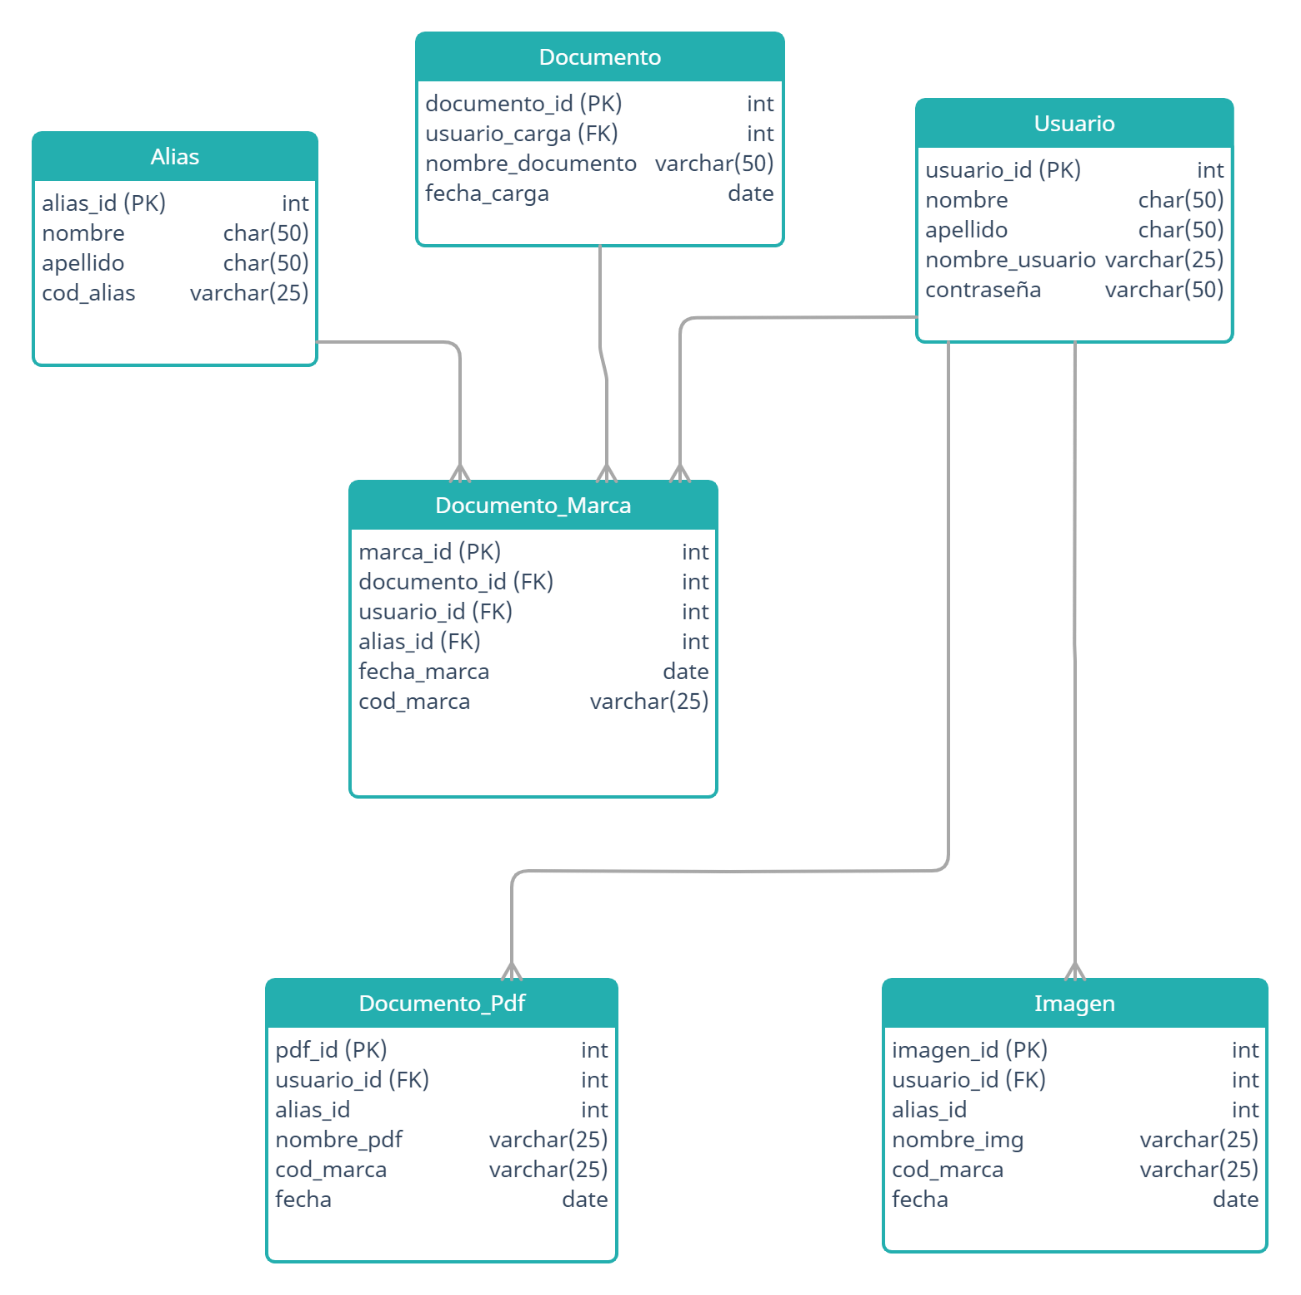 Documento
documento_id (PK) int
usuario_carga (FK) int
nombre_documento varchar(50)
fecha_carga date
Usuario
usuario_id (PK) int
nombre char(50)
apellido char(50)
nombre_usuario varchar(25)
contraseña varchar(50)
Alias
alias_id (PK) int
nombre char(50)
apellido char(50)
cod_alias varchar(25)
Documento_Marca
marca_id (PK) int
documento_id (FK) int
usuario_id (FK) int
alias_id (FK) int
fecha_marca date
cod_marca varchar(25)
Documento_Pdf
pdf_id (PK) int
usuario_id (FK) int
alias_id int
nombre_pdf varchar(25)
cod_marca varchar(25)
fecha date
Imagen
imagen_id (PK) int
usuario_id (FK) int
alias_id int
nombre_img varchar(25)
cod_marca varchar(25)
fecha date